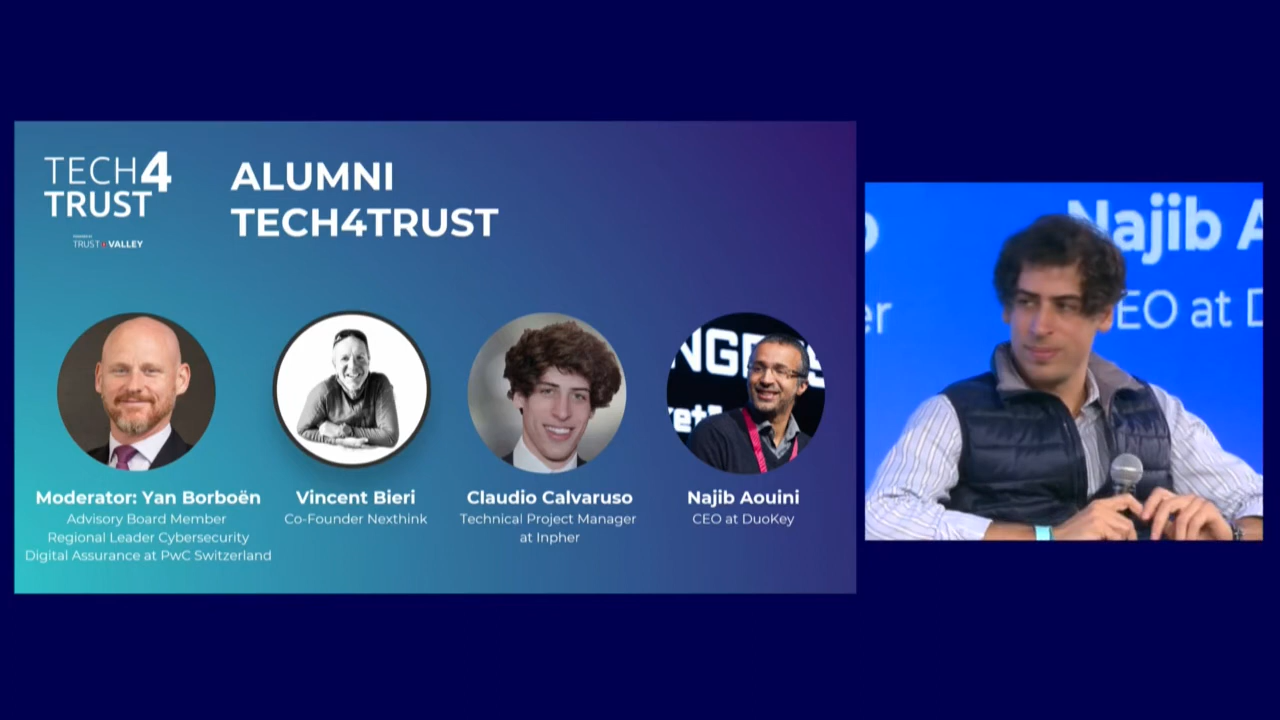 TECH4
TRUST
TRUST VALLEY
ALUMNI
TECH4TRUST
Moderator: Yan Borboën
Advisory Board Member
Regional Leader Cybersecurity
Digital Assurance at PwC Switzerland
Vincent Bieri
Co-Founder Nexthink
Claudio Calvaruso
Technical Project Manager
at Inpher
Najib Aouini
CEO at DuoKey
Najib A
EO at D
er